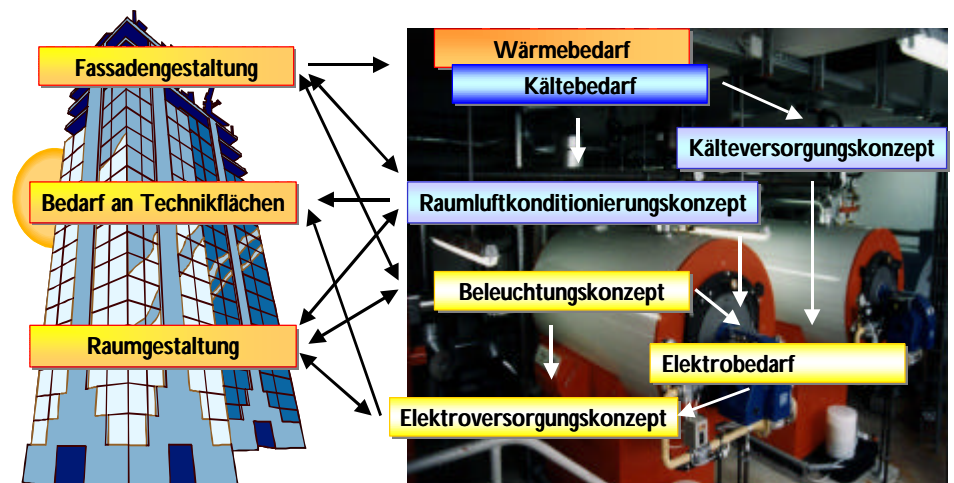 Fassadengestaltung
Wärmebedarf
Kältebedarf
Kälteversorgungskonzept
Bedarf an Technikflächen
Raumluftkonditionierungskonzept
Beleuchtungskonzept
Raumgestaltung
Elektrobedarf
Elektroversorgungskonzept